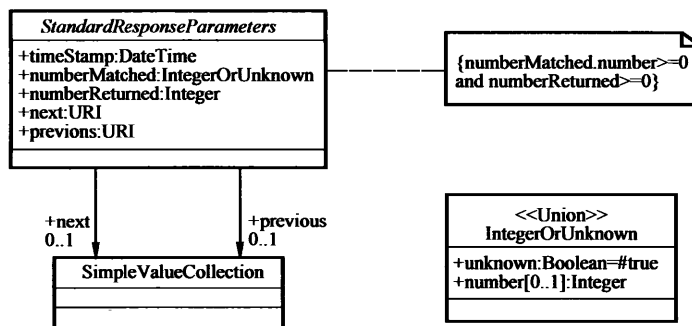 StandardResponseParameters
+timeStamp:DateTime
+numberMatched:IntegerOrUnknown
+numberReturned:Integer
+next:URI
+previons:URI
{numberMatched.number>=0
and numberReturned>=0}
+next
0..1
+previous
0..1
SimpleValueCollection
<<Union>>
IntegerOrUnknown
+unknown:Boolean=#true
+number[0..1]:Integer